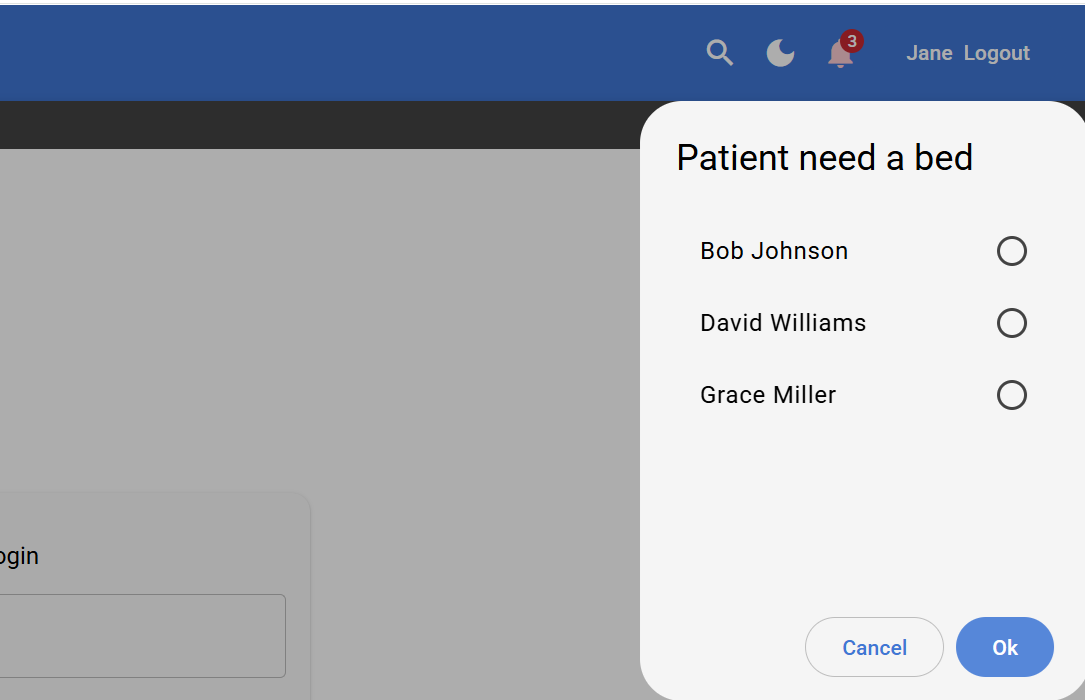 3
Jane Logout
Patient need a bed
Bob Johnson
David Williams
Grace Miller
ogin
Cancel Ok